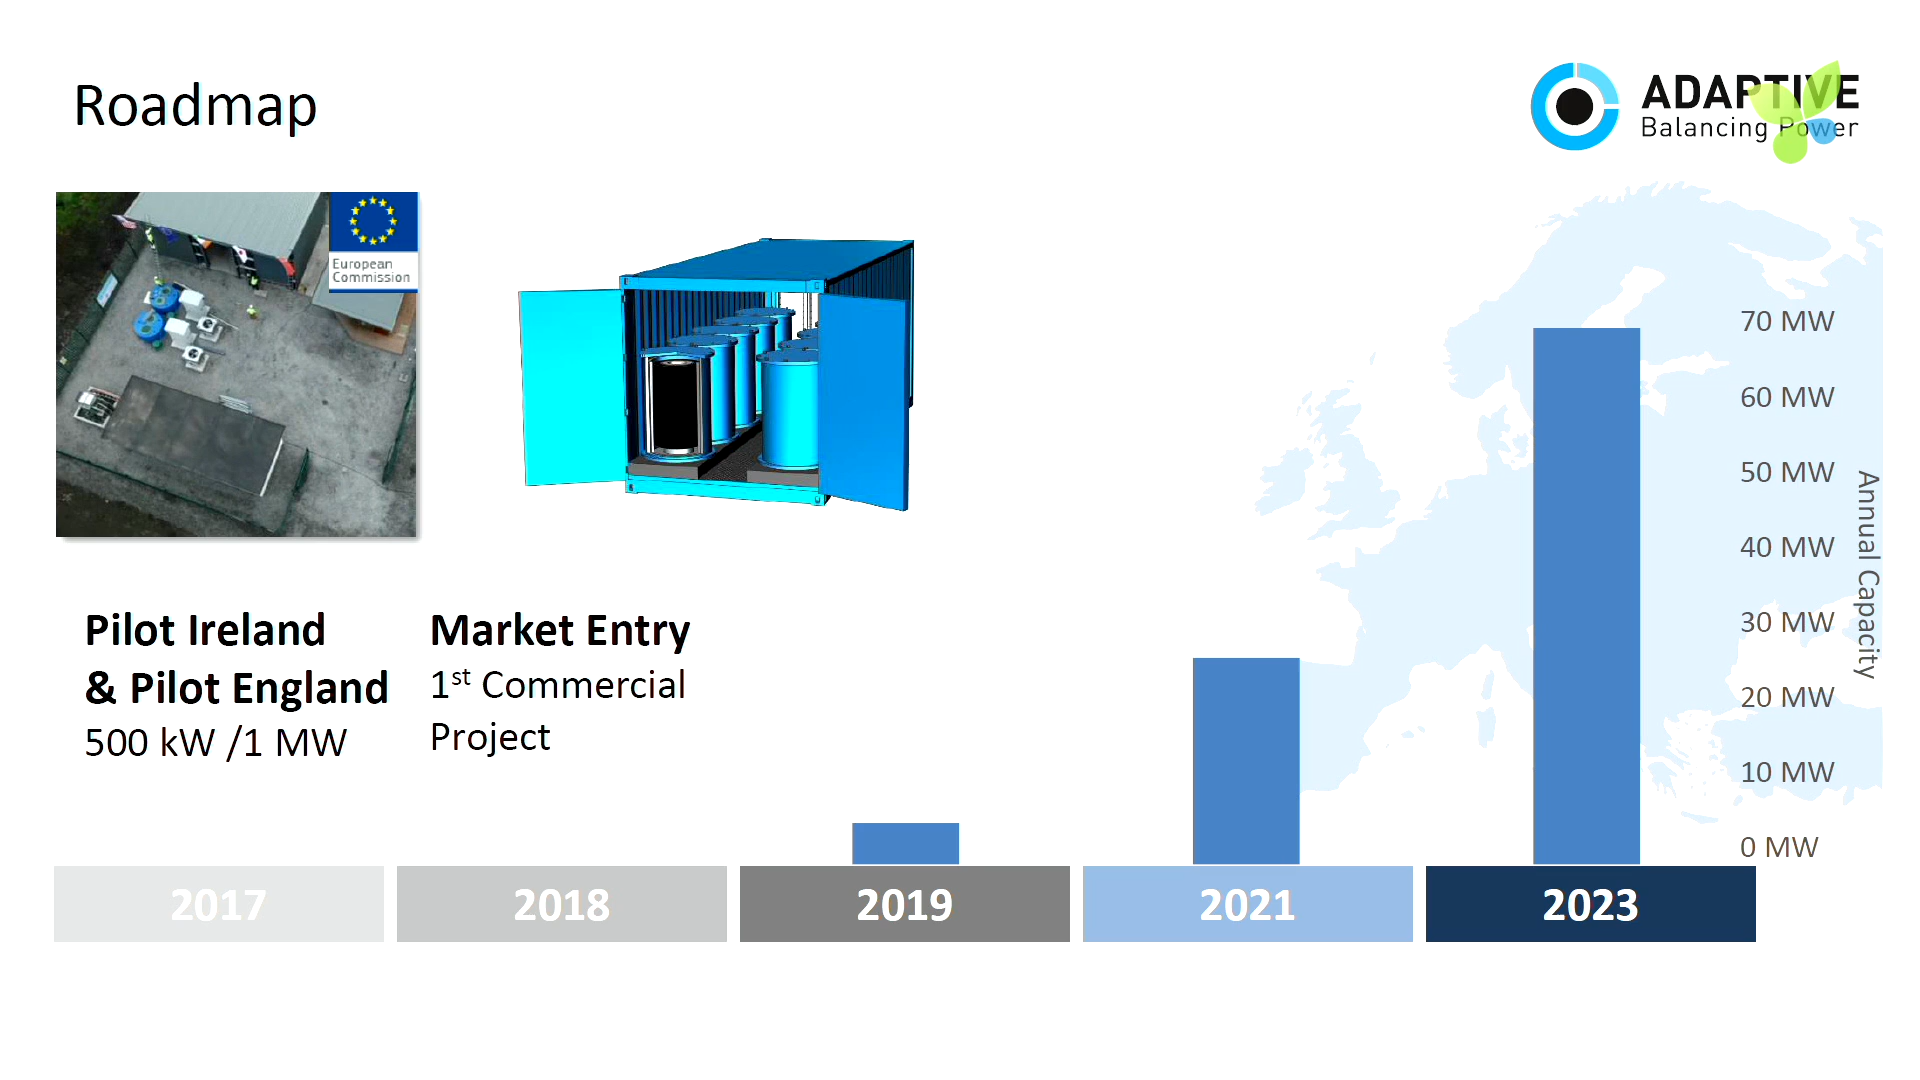 Roadmap
ADAPTIVE
Balancing Power
European
Commission
Pilot Ireland
& Pilot England
500 kW /1 MW
Market Entry
1st Commercial
Project
70 MW
60 MW
50 MW
40 MW
30 MW
20 MW
10 MW
0 MW
Annual Capacity
2017
2018
2019
2021
2023